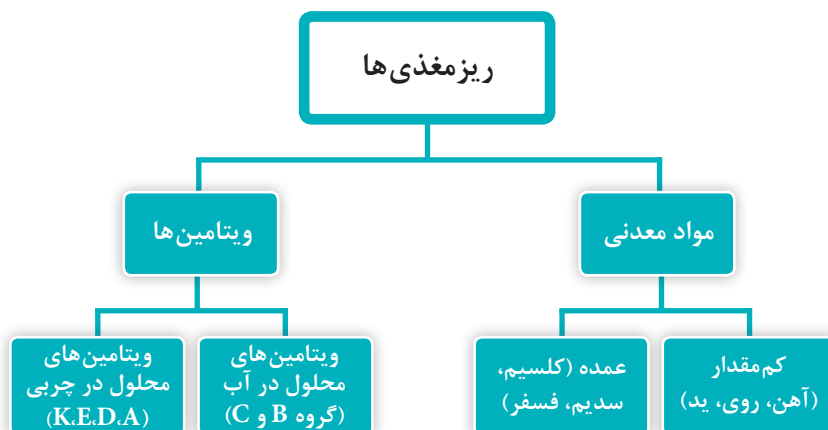 ریزمغذی‌ها
مواد معدنی
ویتامین‌ها
کم‌مقدار
(آهن، روی، ید)
عمده (کلسیم،
سدیم، فسفر)
ویتامین‌های
محلول در آب
(گروه B و C)
ویتامین‌های
محلول در چربی
(K،E،D،A)